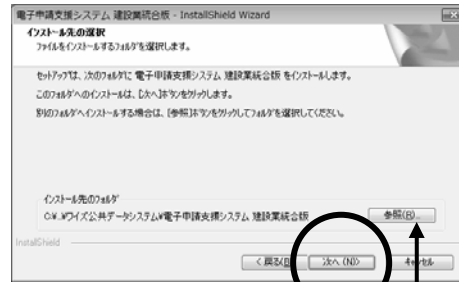 電子申請支援システム 建設業統合版 - InstallShield Wizard
インストール先の選択
ファイルをインストールするフォルダを選択します。
セットアップは、次のフォルダに 電子申請支援システム 建設業統合版 をインストールします。
このフォルダへのインストールは、[次へ]ボタンをクリックします。
別のフォルダへインストールする場合は、[参照]ボタンをクリックしてフォルダを選択してください。
インストール先のフォルダ
C:¥...¥ワイズ公共データシステム¥電子申請支援システム 建設業統合版
参照(R)...
InstallShield
< 戻る(B)
次へ(N)>
キャンセル